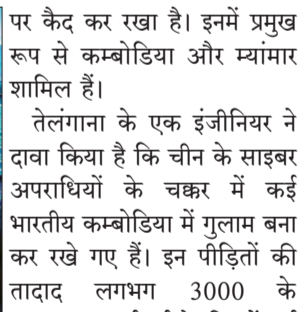 पर कैद कर रखा है। इनमें प्रमुख
रूप से कम्बोडिया और म्यांमार
शामिल हैं।
तेलंगाना के एक इंजीनियर ने
दावा किया है कि चीन के साइबर
अपराधियों के चक्कर में कई
भारतीय कम्बोडिया में गुलाम बना
कर रखे गए हैं। इन पीड़ितों की
तादाद लगभग 3000 के